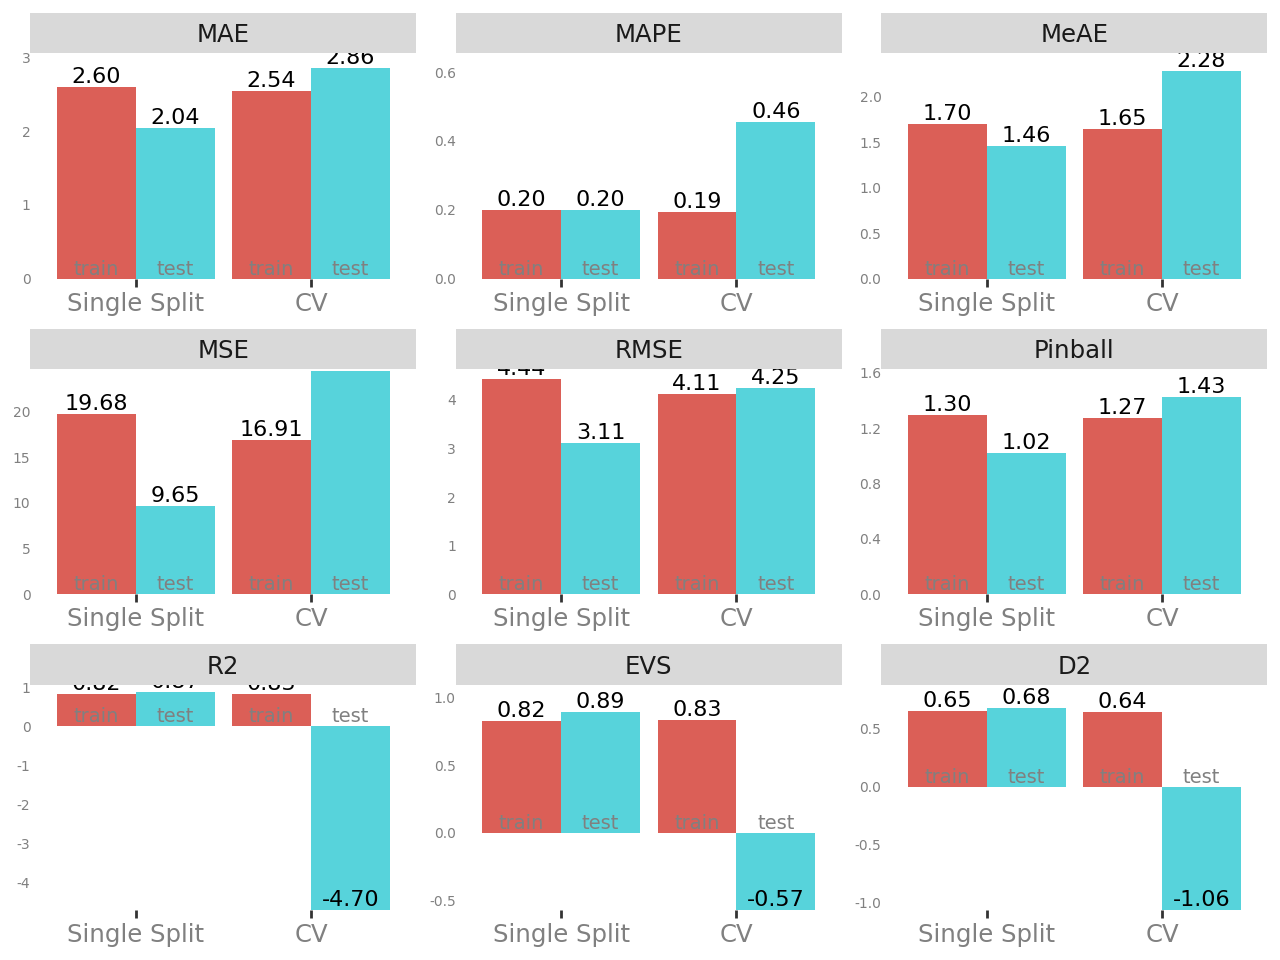 MAE
MAPE
MeAE
3
2
1
0
2.60
2.04
2.54
2.86
train
test
train
test
Single Split
CV
0.6
0.4
0.2
0.0
0.20
0.20
0.19
0.46
train
test
train
test
Single Split
CV
2.0
1.5
1.0
0.5
0.0
1.70
1.46
1.65
2.28
train
test
train
test
Single Split
CV
MSE
RMSE
Pinball
20
15
10
5
0
19.68
9.65
16.91
train
test
train
test
Single Split
CV
4
3
2
1
0
4.44
3.11
4.11
4.25
train
test
train
test
Single Split
CV
1.6
1.2
0.8
0.4
0.0
1.30
1.02
1.27
1.43
train
test
train
test
Single Split
CV
R2
EVS
D2
1
0
-1
-2
-3
-4
train
test
train
test
-4.70
Single Split
CV
1.0
0.5
0.0
-0.5
0.82
0.89
0.83
-0.57
train
test
train
test
Single Split
CV
0.5
0.0
-0.5
-1.0
0.65
0.68
0.64
-1.06
train
test
train
test
Single Split
CV